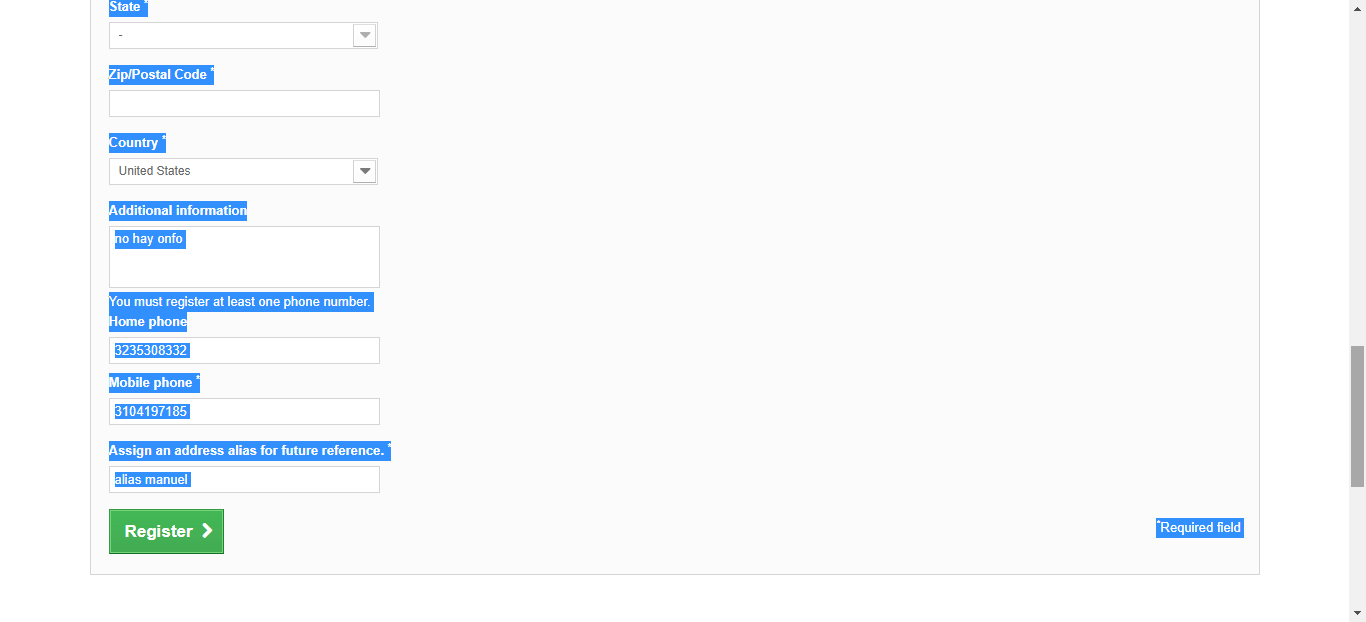 State *
-
Zip/Postal Code *
Country *
United States
Additional information
no hay onfo
You must register at least one phone number.
Home phone
3235308332
Mobile phone *
3104197185
Assign an address alias for future reference. *
alias manuel
Register
*Required field